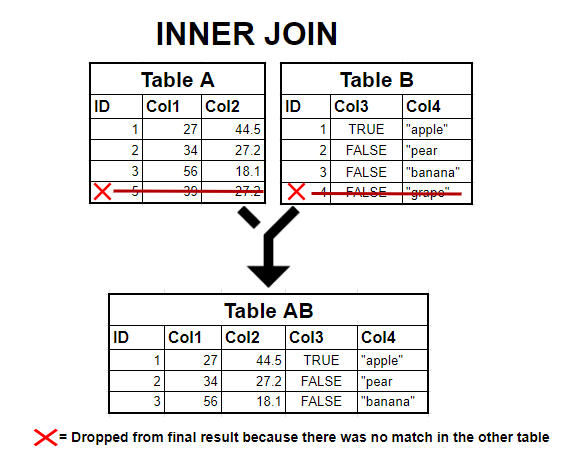 INNER JOIN
Table A
ID Col1 Col2
1 27 44.5
2 34 27.2
3 56 18.1
5 39 27.2
Table B
ID Col3 Col4
1 TRUE "apple"
2 FALSE "pear
3 FALSE "banana"
4 FALSE "grape"
Table AB
ID Col1 Col2 Col3 Col4
1 27 44.5 TRUE "apple"
2 34 27.2 FALSE "pear
3 56 18.1 FALSE "banana"
= Dropped from final result because there was no match in the other table